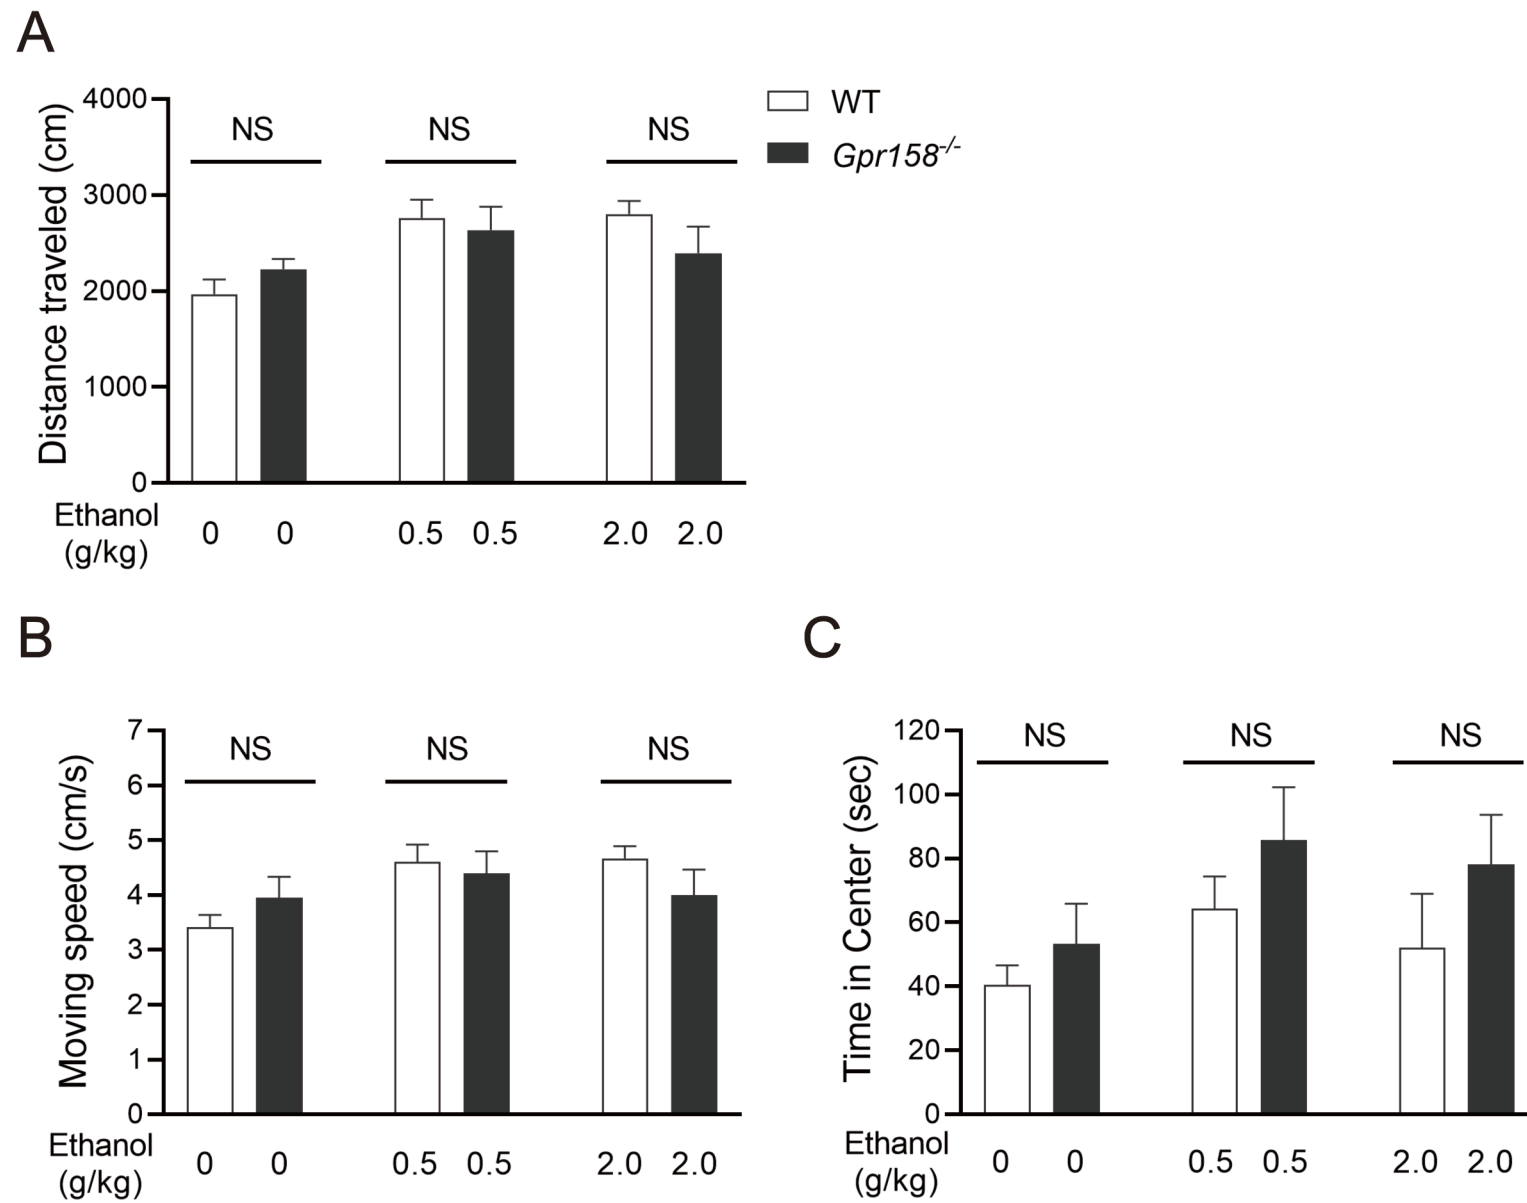 A
Distance traveled (cm)
4000
3000
2000
1000
0
NS NS NS
WT
Gpr158-/-
Ethanol
(g/kg)
0 0 0.5 0.5 2.0 2.0
B
Moving speed (cm/s)
7
6
5
4
3
2
1
0
NS NS NS
Ethanol
(g/kg)
0 0 0.5 0.5 2.0 2.0
C
Time in Center (sec)
120
100
80
60
40
20
0
NS NS NS
Ethanol
(g/kg)
0 0 0.5 0.5 2.0 2.0